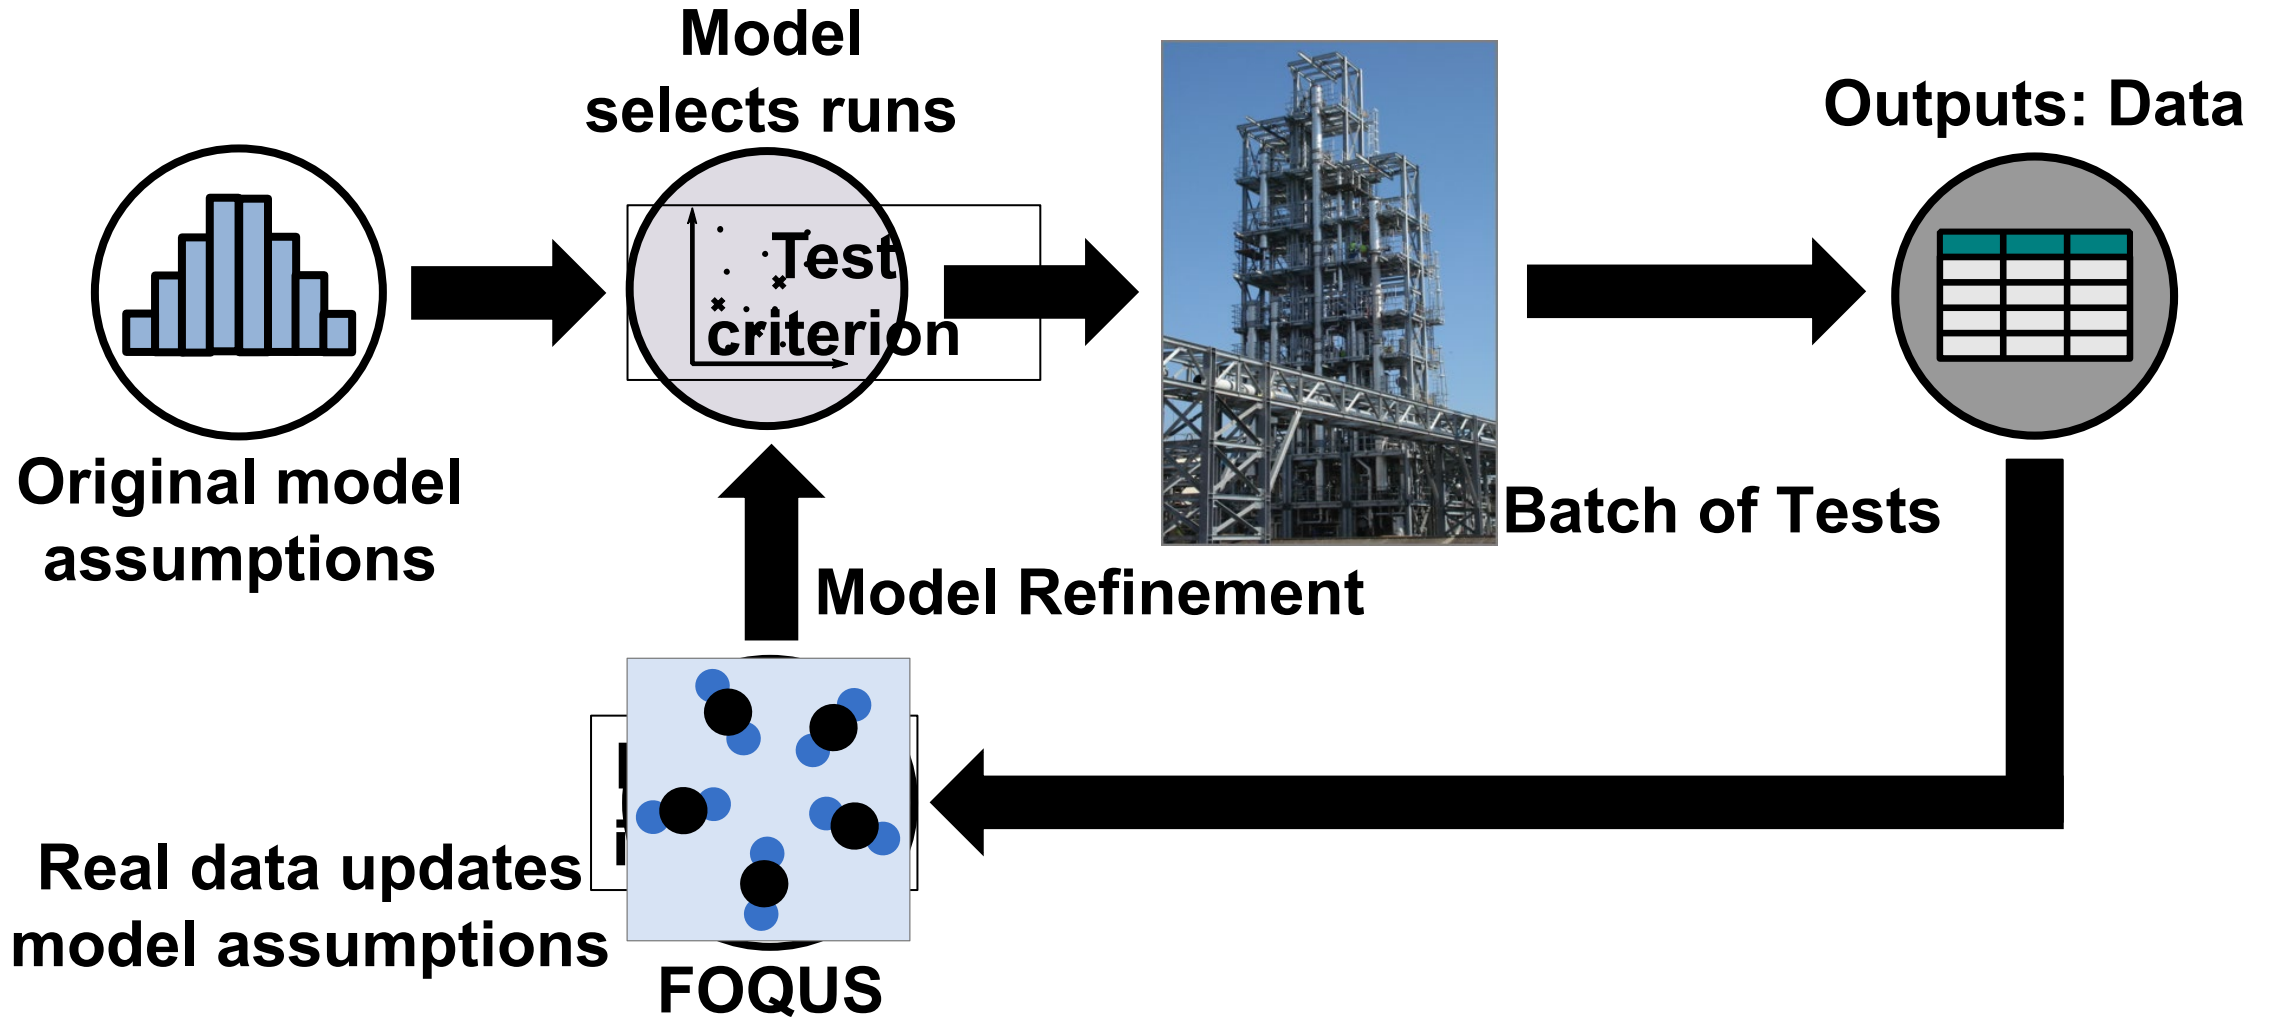 Model
selects runs
Outputs: Data
Test
criterion
Original model
assumptions
Batch of Tests
Model Refinement
Real data updates
model assumptions
FOQUS